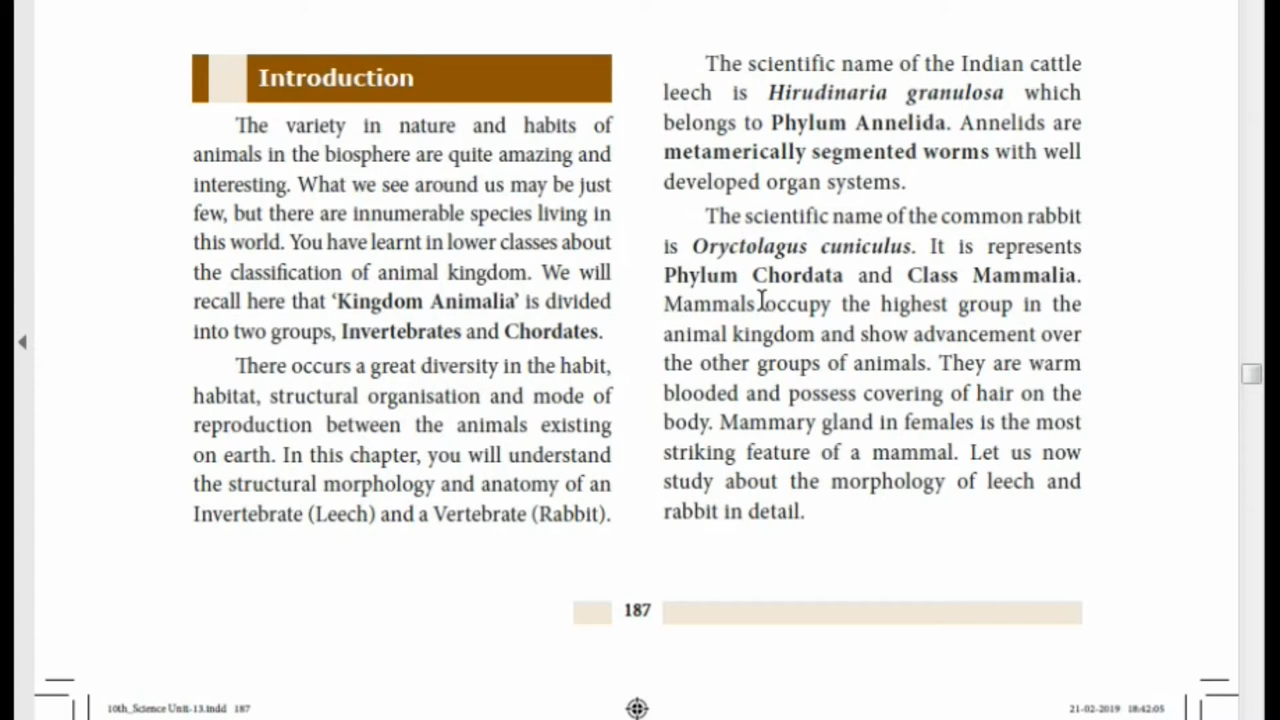 Introduction
The variety in nature and habits of
animals in the biosphere are quite amazing and
interesting. What we see around us may be just
few, but there are innumerable species living in
this world. You have learnt in lower classes about
the classification of animal kingdom. We will
recall here that ‘Kingdom Animalia’ is divided
into two groups, Invertebrates and Chordates.
There occurs a great diversity in the habit,
habitat, structural organisation and mode of
reproduction between the animals existing
on earth. In this chapter, you will understand
the structural morphology and anatomy of an
Invertebrate (Leech) and a Vertebrate (Rabbit).
The scientific name of the Indian cattle
leech is Hirudinaria granulosa which
belongs to Phylum Annelida. Annelids are
metamerically segmented worms with well
developed organ systems.
The scientific name of the common rabbit
is Oryctolagus cuniculus. It is represents
Phylum Chordata and Class Mammalia.
Mammals occupy the highest group in the
animal kingdom and show advancement over
the other groups of animals. They are warm
blooded and possess covering of hair on the
body. Mammary gland in females is the most
striking feature of a mammal. Let us now
study about the morphology of leech and
rabbit in detail.
187
10th_Science Unit-13.indd 187
21-02-2019 18:42:05